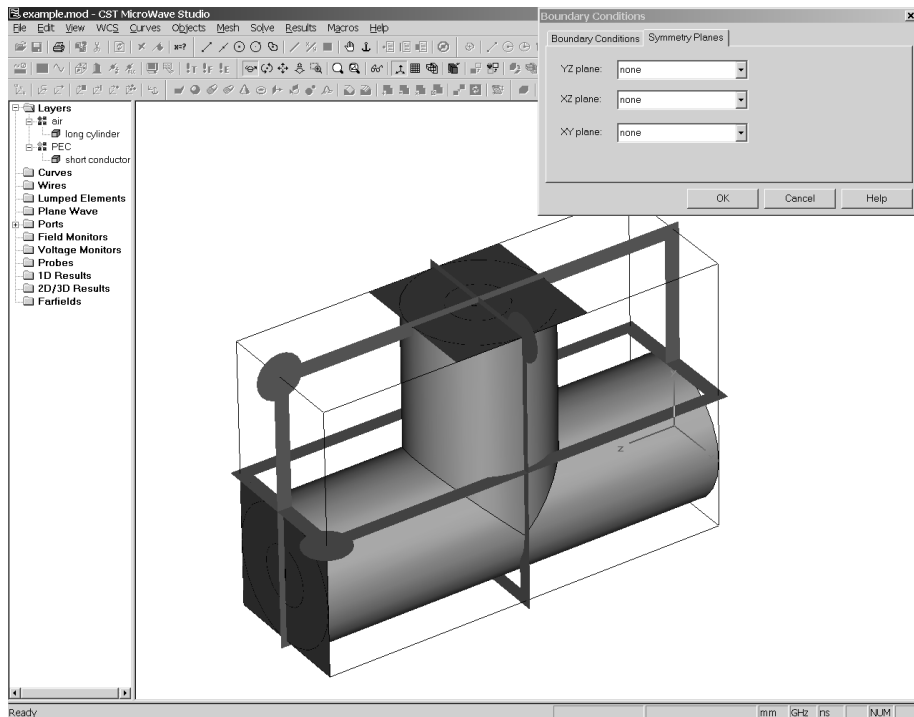 example.mod - CST MicroWave Studio
File Edit View WCS Curves Objects Mesh Solve Results Macros Help
Boundary Conditions
Boundary Conditions Symmetry Planes
YZ plane: none
XZ plane: none
XY plane: none
OK Cancel Help
Layers
air
long cylinder
PEC
short conductor
Curves
Wires
Lumped Elements
Plane Wave
Ports
Field Monitors
Voltage Monitors
Probes
1D Results
2D/3D Results
Farfields
z
Ready mm GHz ns NUM